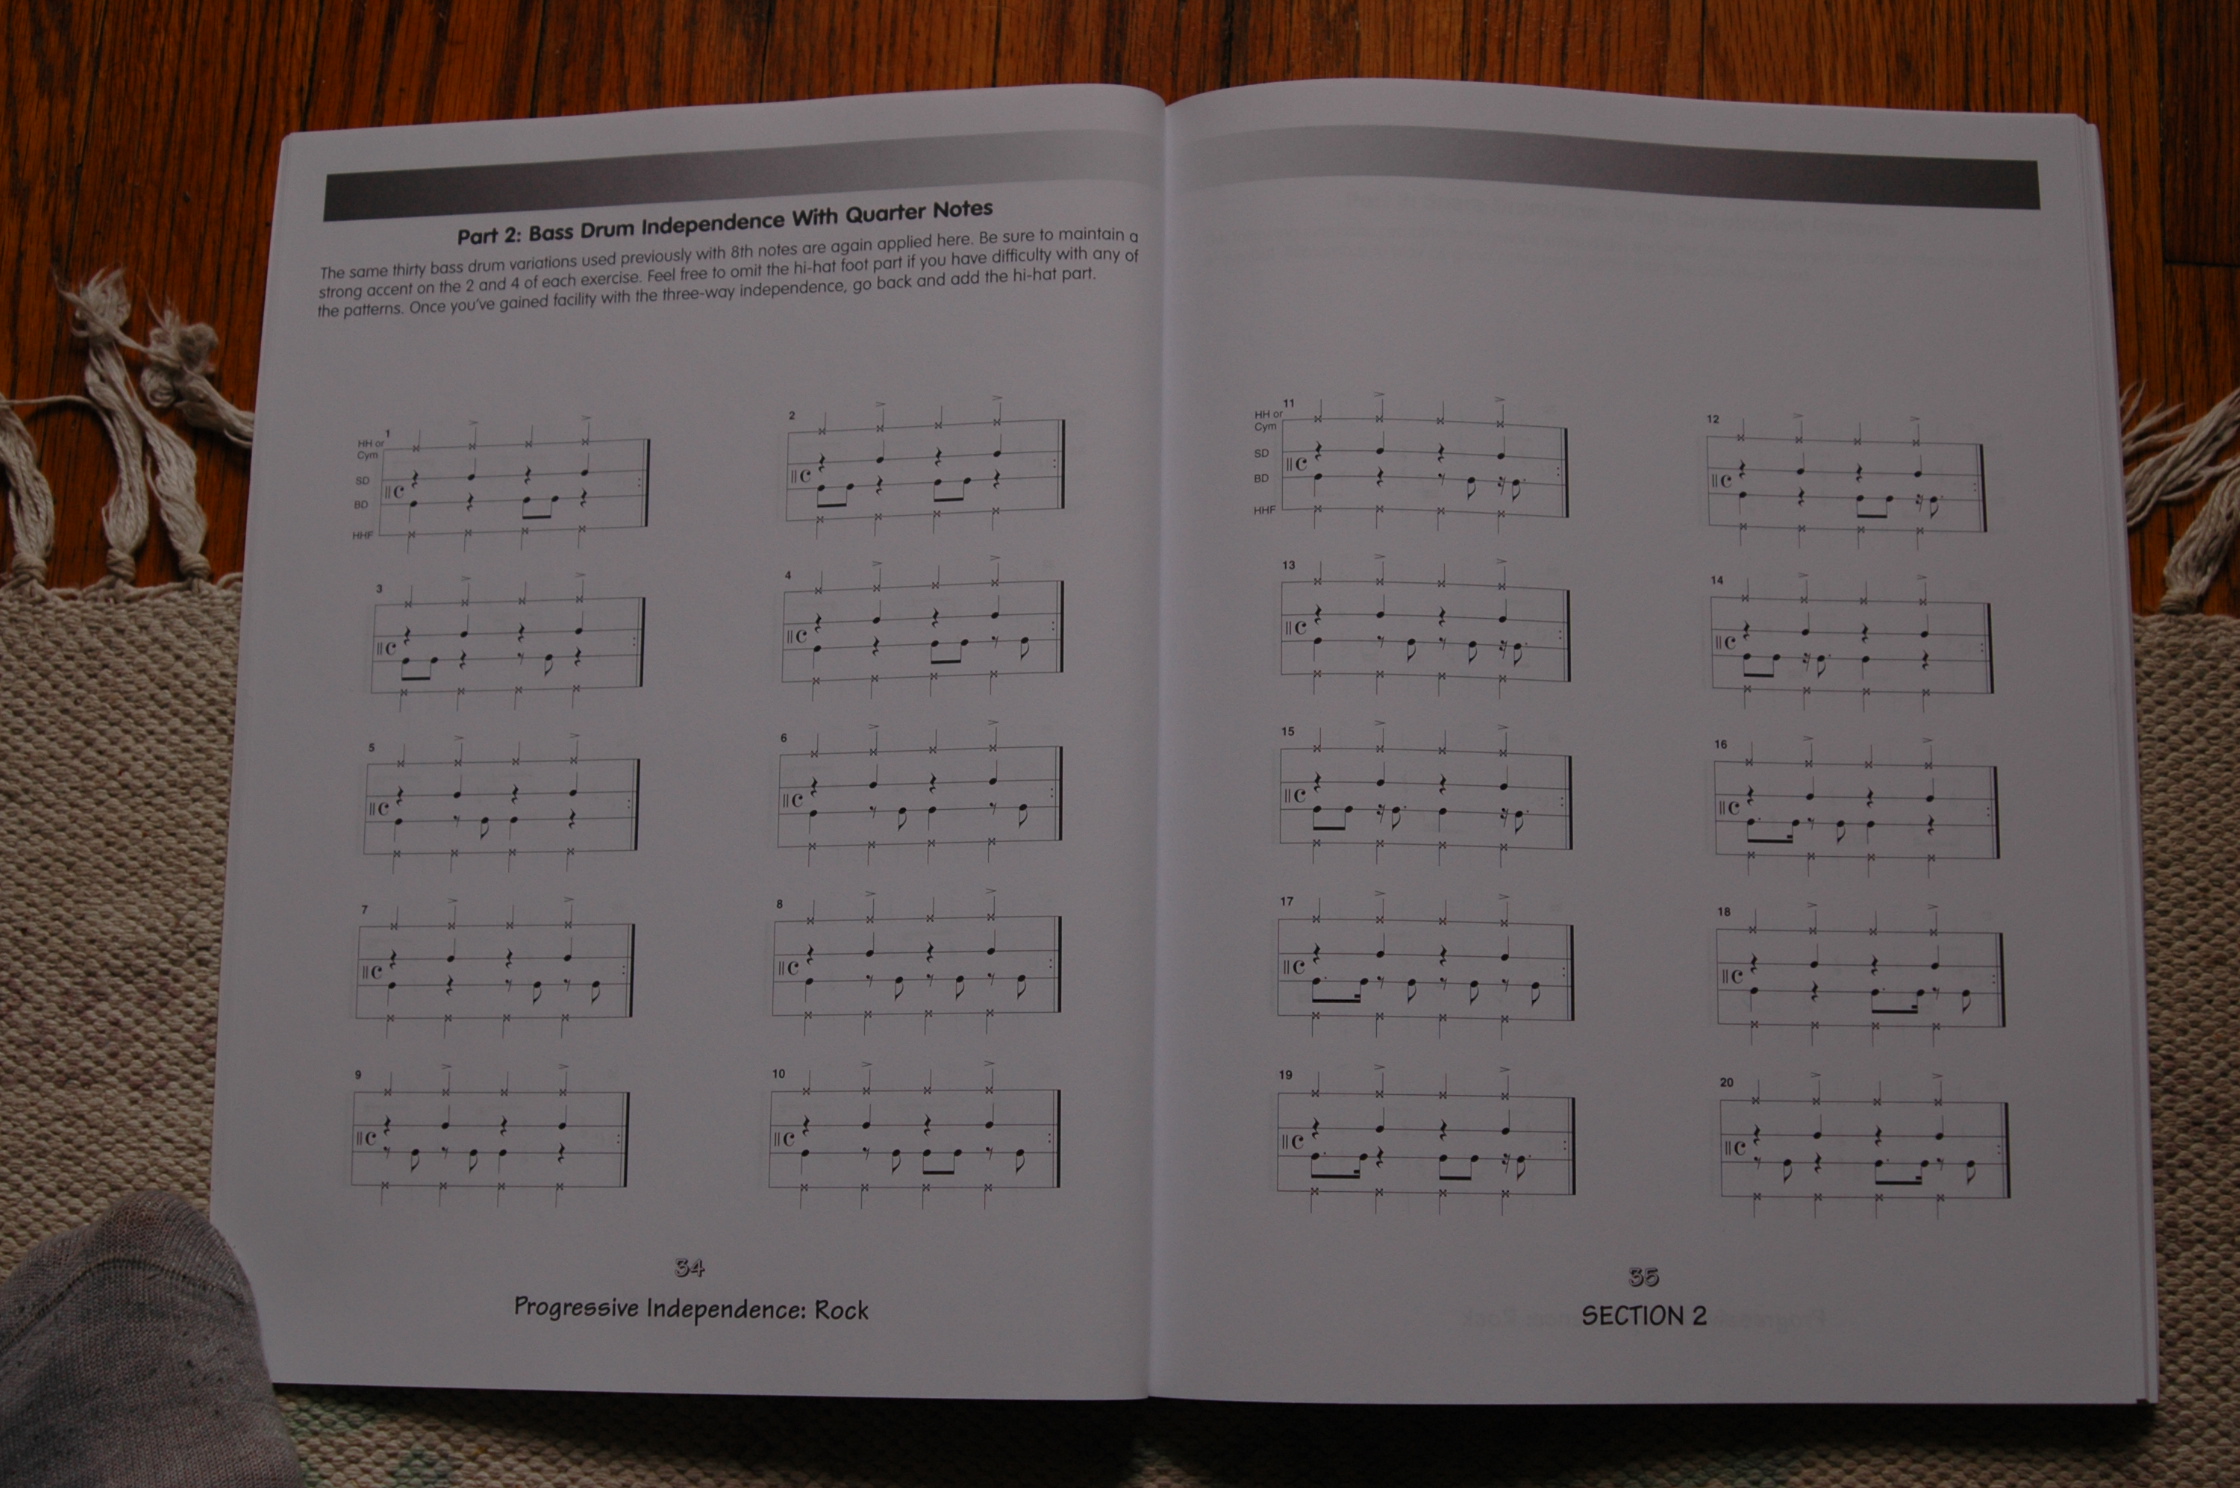 Part 2: Bass Drum Independence With Quarter Notes
The same thirty bass drum variations used previously with 8th notes are again applied here. Be sure to maintain a
strong accent on the 2 and 4 of each exercise. Feel free to omit the hi-hat foot part if you have difficulty with any of
the patterns. Once you've gained facility with the three-way independence, go back and add the hi-hat part.
1
2
HH or
Cym
SD
BD
HHF
3
4
5
6
7
8
9
10
34
Progressive Independence: Rock
11
12
HH or
Cym
SD
BD
HHF
13
14
15
16
17
18
19
20
35
SECTION 2